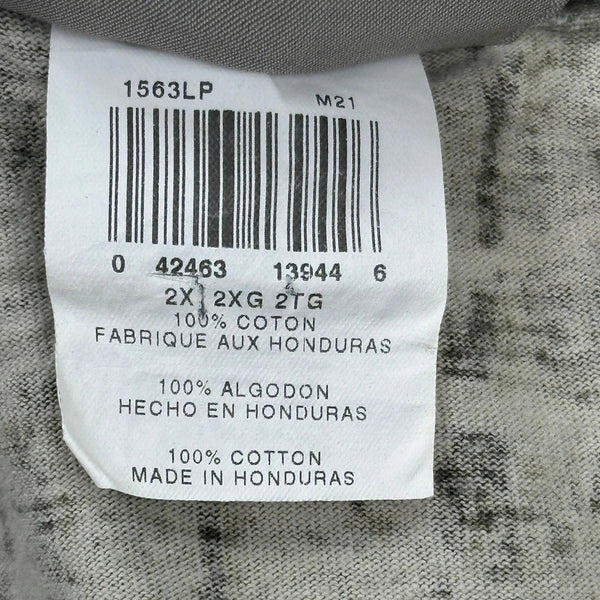 1563LP M21
0 42463 13944 6
2X 2XG 2TG
100% COTON
FABRIQUE AUX HONDURAS
100% ALGODON
HECHO EN HONDURAS
100% COTTON
MADE IN HONDURAS